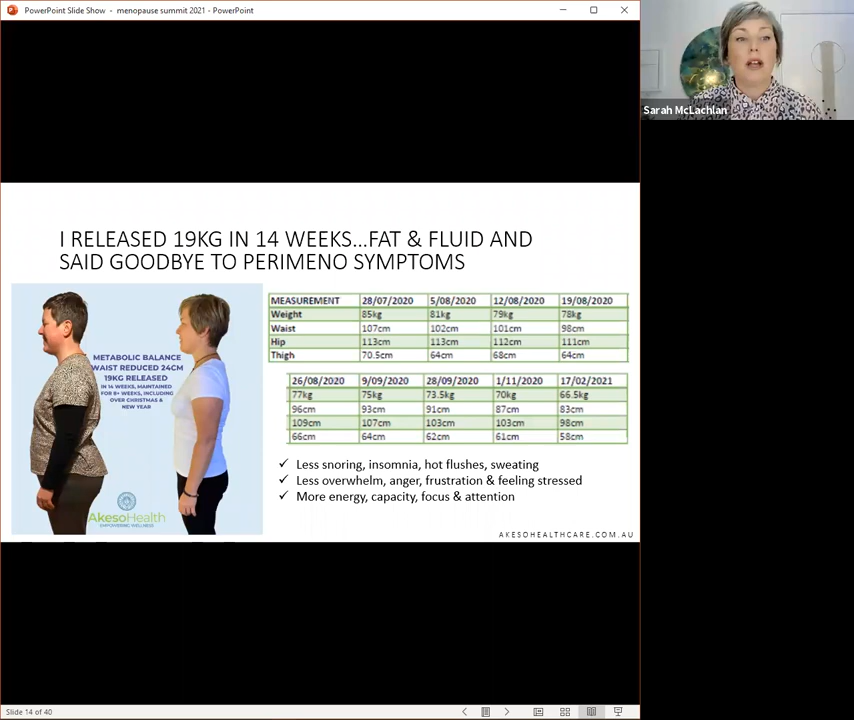 PowerPoint Slide Show - menopause summit 2021 - PowerPoint
Sarah McLachlan
I RELEASED 19KG IN 14 WEEKS...FAT & FLUID AND
SAID GOODBYE TO PERIMENO SYMPTOMS
METABOLIC BALANCE
WAIST REDUCED 24CM
19KG RELEASED
IN 14 WEEKS, MAINTAINED
FOR 8+ WEEKS, INCLUDING
OVER CHRISTMAS &
NEW YEAR
AkesoHealth
EMPOWERING WELLNESS
MEASUREMENT 28/07/2020 5/08/2020 12/08/2020 19/08/2020
Weight 85kg 81kg 79kg 78kg
Waist 107cm 102cm 101cm 98cm
Hip 113cm 113cm 112cm 111cm
Thigh 70.5cm 64cm 68cm 64cm
26/08/2020 9/09/2020 28/09/2020 1/11/2020 17/02/2021
77kg 75kg 73.5kg 70kg 66.5kg
96cm 93cm 91cm 87cm 83cm
109cm 107cm 103cm 103cm 98cm
66cm 64cm 62cm 61cm 58cm
✓ Less snoring, insomnia, hot flushes, sweating
✓ Less overwhelm, anger, frustration & feeling stressed
✓ More energy, capacity, focus & attention
AKESOHEALTHCARE.COM.AU
Slide 14 of 40